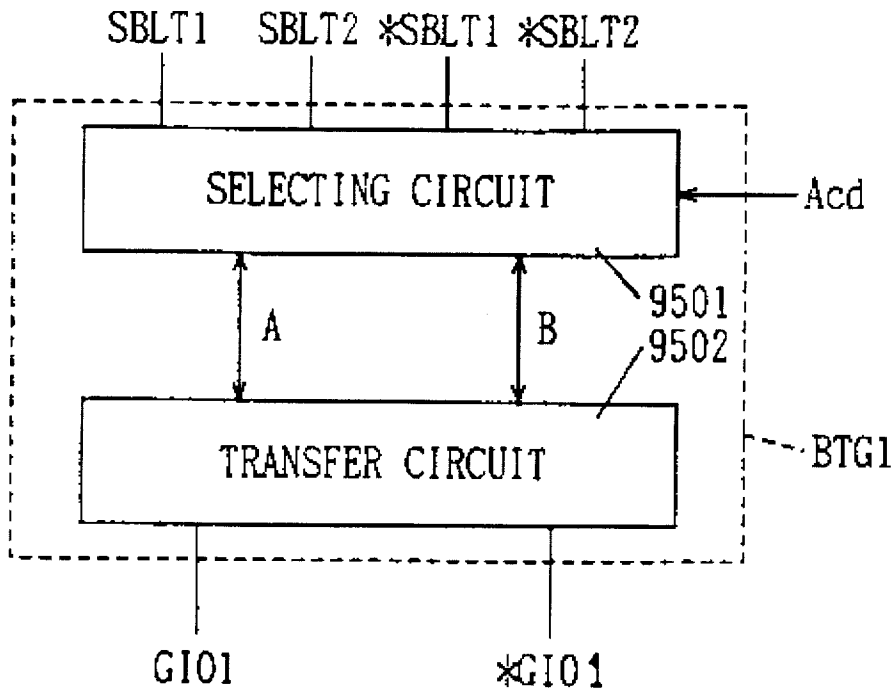 SBLT1 SBLT2 *SBLT1 *SBLT2
SELECTING CIRCUIT
Acd
9501
A B
9502
TRANSFER CIRCUIT
BTG1
GIO1 *GIO1